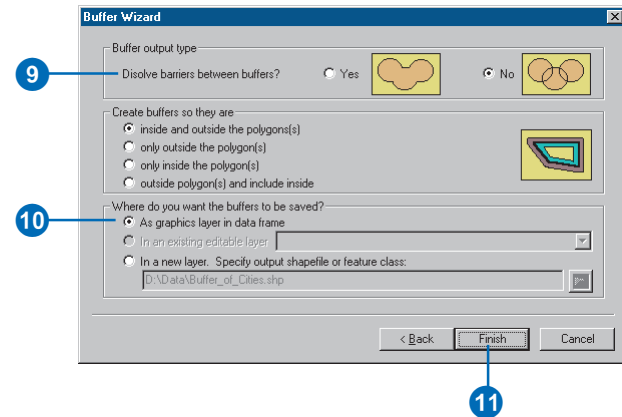 Buffer Wizard
Buffer output type
9
Disolve barriers between buffers?
Yes
No
Create buffers so they are
inside and outside the polygons(s)
only outside the polygon(s)
only inside the polygon(s)
outside polygon(s) and include inside
Where do you want the buffers to be saved?
10
As graphics layer in data frame
In an existing editable layer
In a new layer. Specify output shapefile or feature class:
D:\Data\Buffer_of_Cities.shp
< Back
Finish
Cancel
11